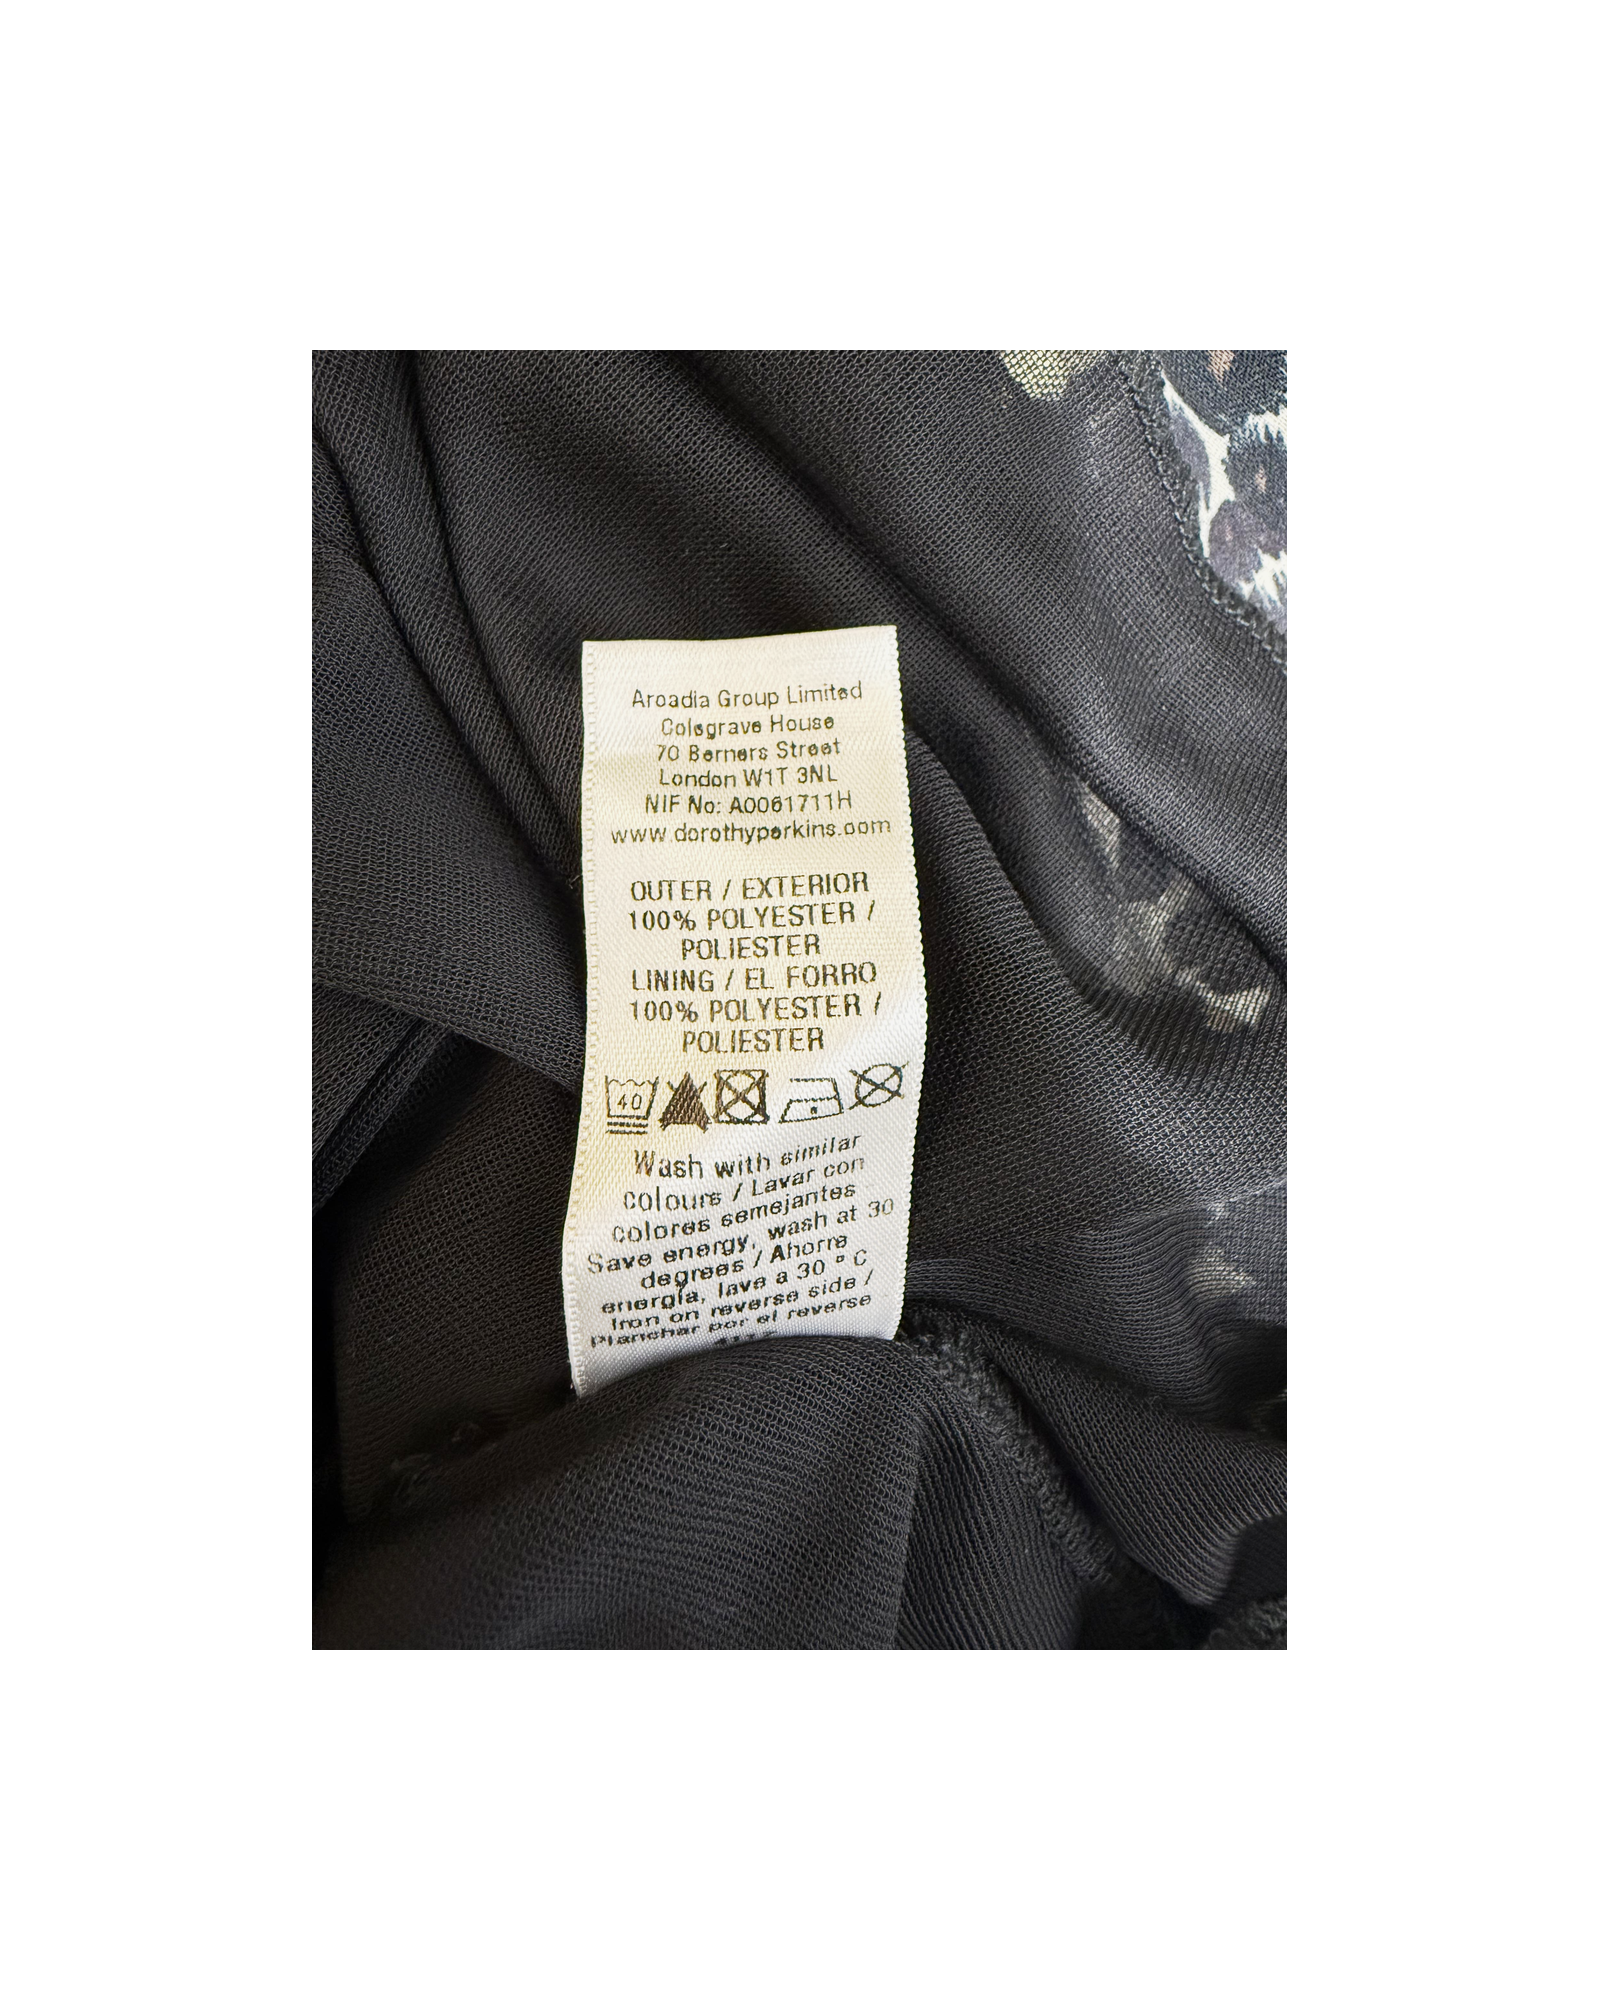 Arcadia Group Limited
Colegrave House
70 Berners Street
London W1T 3NL
NIF No: A0061711H
www.dorothyperkins.com
OUTER / EXTERIOR
100% POLYESTER /
POLIESTER
LINING / EL FORRO
100% POLYESTER /
POLIESTER
40
Wash with similar
colours / Lavar con
colores semejantes
Save energy, wash at 30
degrees / Ahorre
energía, lave a 30 ° C
Iron on reverse side /
Planchar por el reverse